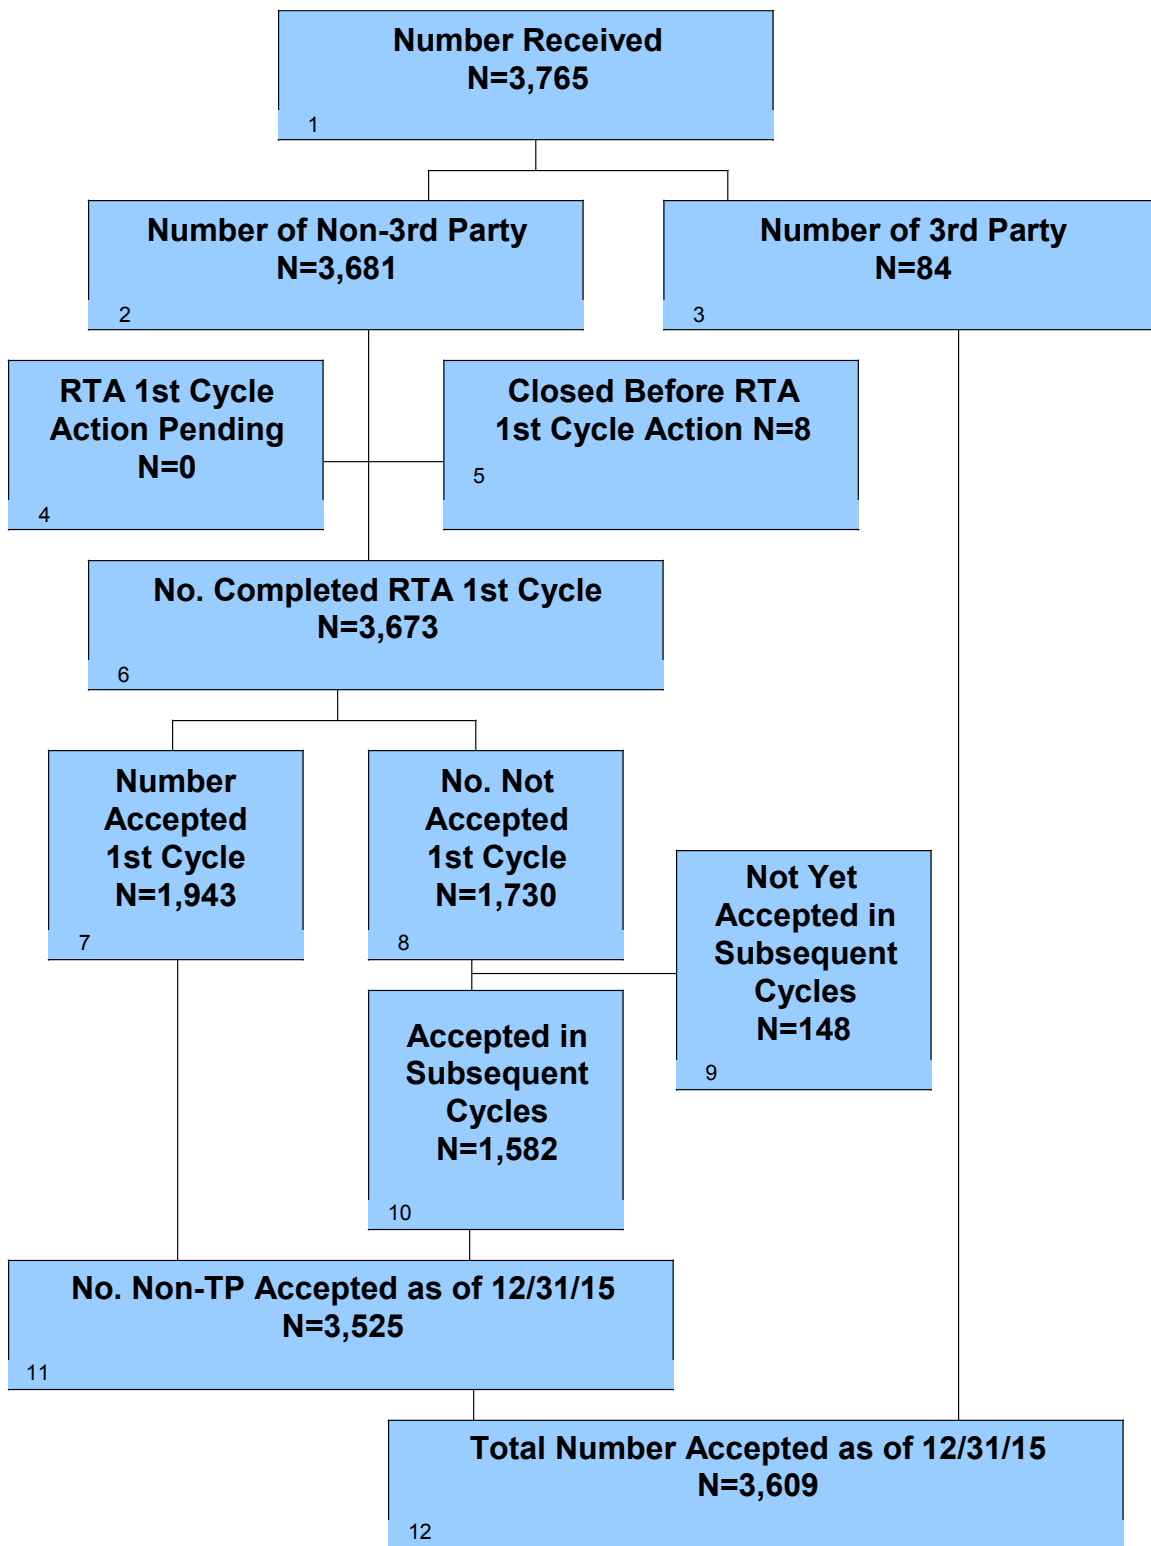 Number Received
N=3,765
1
Number of Non-3rd Party
N=3,681
2
Number of 3rd Party
N=84
3
RTA 1st Cycle
Action Pending
N=0
4
Closed Before RTA
1st Cycle Action N=8
5
No. Completed RTA 1st Cycle
N=3,673
6
Number
Accepted
1st Cycle
N=1,943
7
No. Not
Accepted
1st Cycle
N=1,730
8
Not Yet
Accepted in
Subsequent
Cycles
N=148
9
Accepted in
Subsequent
Cycles
N=1,582
10
No. Non-TP Accepted as of 12/31/15
N=3,525
11
Total Number Accepted as of 12/31/15
N=3,609
12